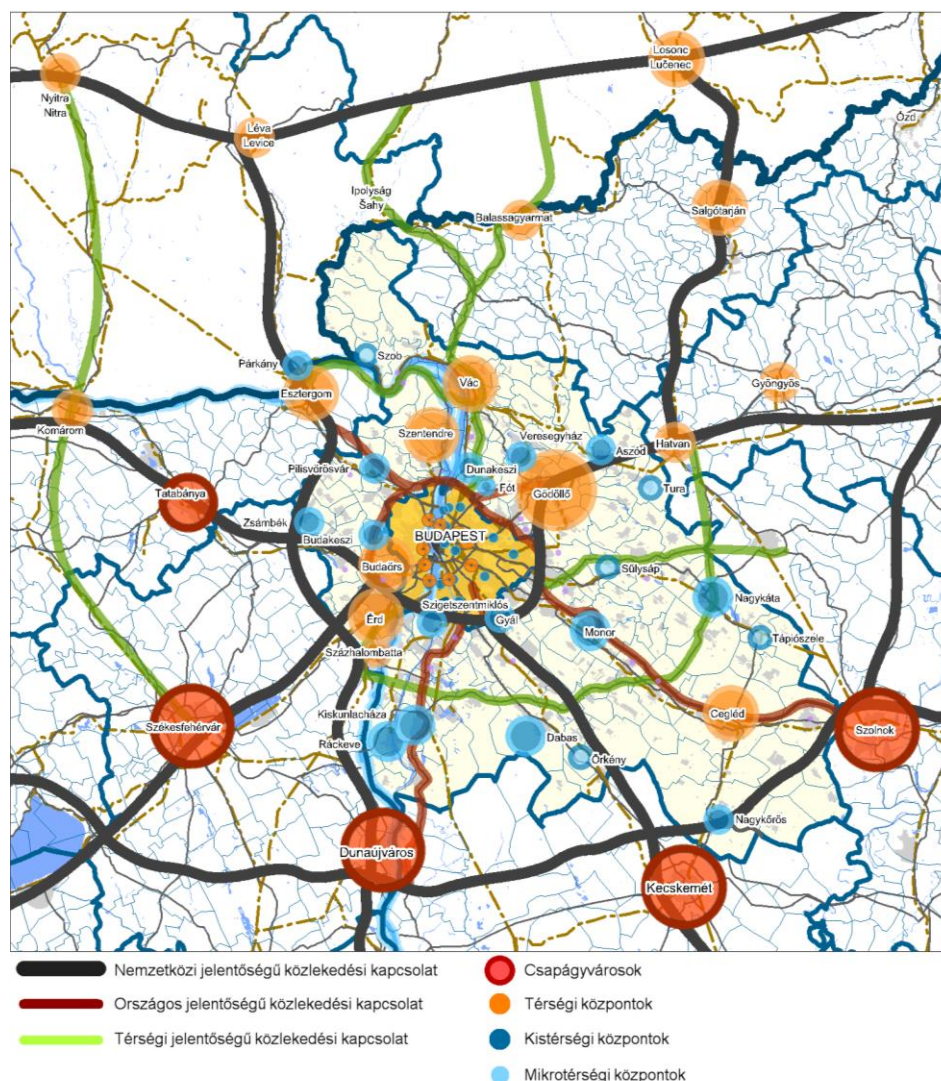 Losonc
Lučenec
Nyitra
Nitra
Ózd
Léva
Levice
Ipolyság
Šahy
Balassagyarmat
Salgótarján
Párkány
Szob
Esztergom
Vác
Gyöngyös
Komárom
Szentendre
Veresegyház
Aszód
Hatvan
Pilisvörösvár
Dunakeszi
Fót
Gödöllő
Tura
Tatabánya
Zsámbék
Budakeszi
BUDAPEST
Budaörs
Sülysáp
Nagykáta
Szigetszentmiklós
Érd
Gyál
Monor
Tápiószele
Százhalombatta
Székesfehérvár
Kiskunlacháza
Cegléd
Szolnok
Ráckeve
Dabas
Örkény
Nagykőrös
Dunaújváros
Kecskemét
Nemzetközi jelentőségű közlekedési kapcsolat
Országos jelentőségű közlekedési kapcsolat
Térségi jelentőségű közlekedési kapcsolat
Csapágyvárosok
Térségi központok
Kistérségi központok
Mikrotérségi központok